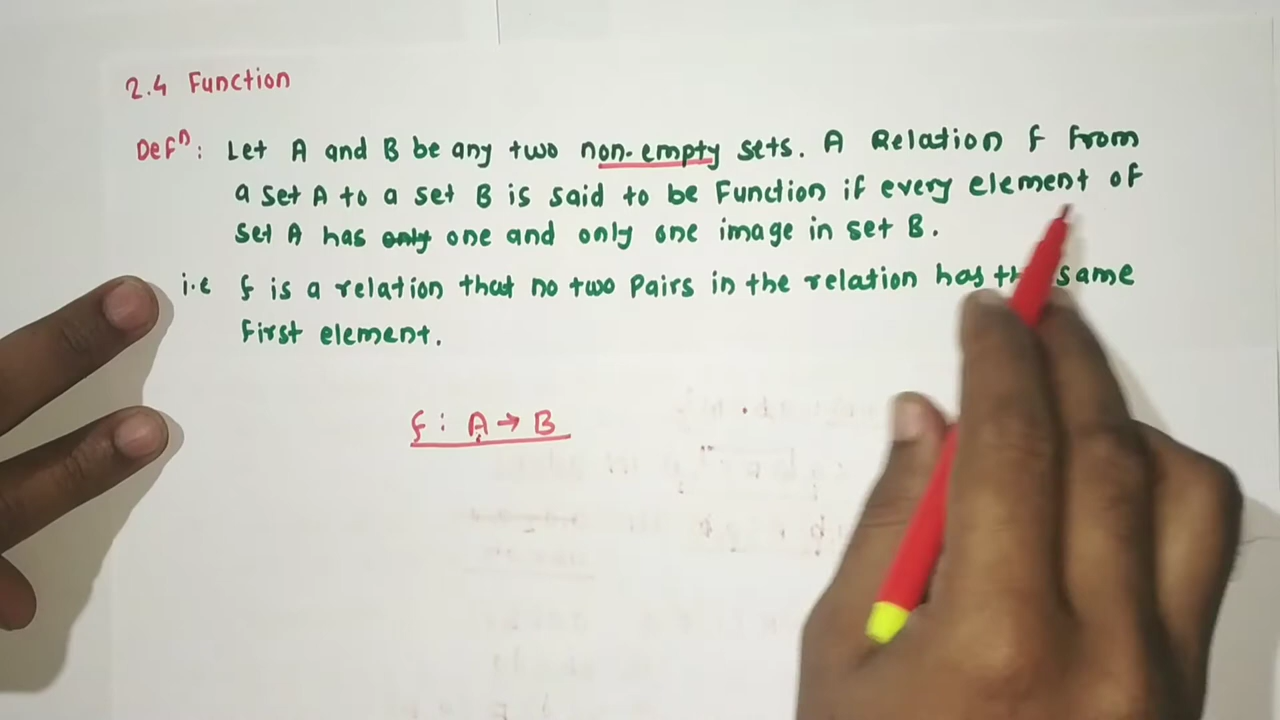 2.4 Function
Defⁿ: Let A and B be any two non-empty sets. A Relation f from
a set A to a set B is said to be Function if every element of
set A has only one and only one image in set B.
i.e f is a relation that no two Pairs in the relation has same
first element.
f : A → B